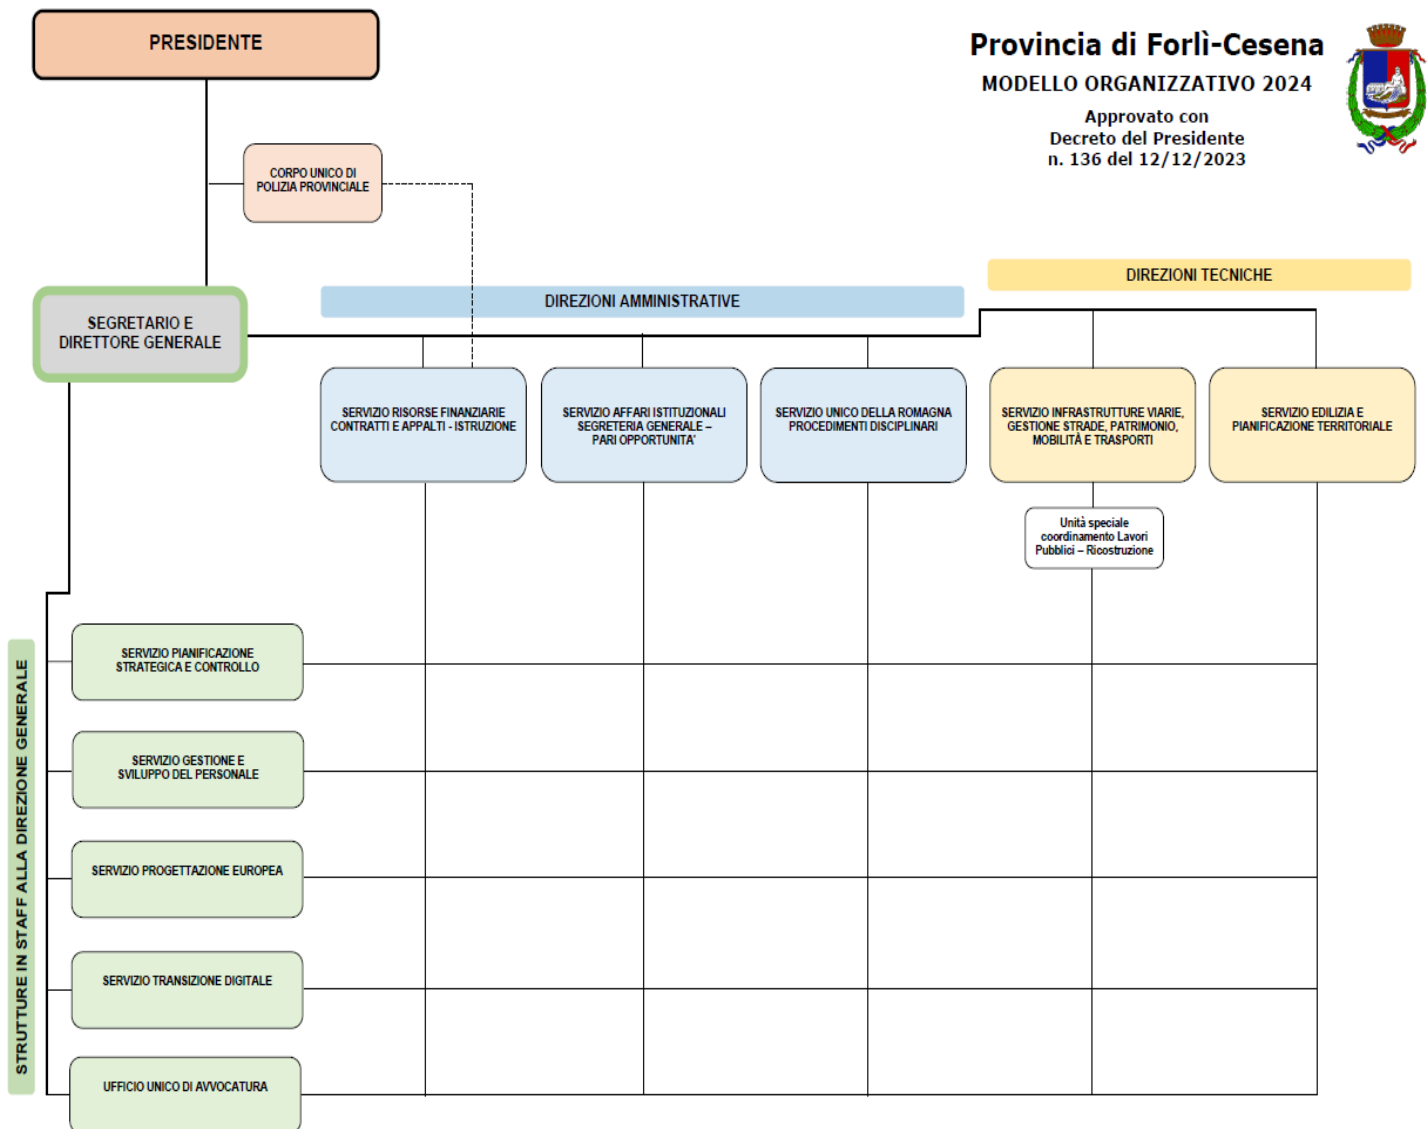 PRESIDENTE
Provincia di Forlì-Cesena
MODELLO ORGANIZZATIVO 2024
Approvato con
Decreto del Presidente
n. 136 del 12/12/2023
CORPO UNICO DI
POLIZIA PROVINCIALE
SEGRETARIO E
DIRETTORE GENERALE
DIREZIONI AMMINISTRATIVE
DIREZIONI TECNICHE
SERVIZIO RISORSE FINANZIARIE
CONTRATTI E APPALTI - ISTRUZIONE
SERVIZIO AFFARI ISTITUZIONALI
SEGRETERIA GENERALE –
PARI OPPORTUNITA’
SERVIZIO UNICO DELLA ROMAGNA
PROCEDIMENTI DISCIPLINARI
SERVIZIO INFRASTRUTTURE VIARIE,
GESTIONE STRADE, PATRIMONIO,
MOBILITÀ E TRASPORTI
SERVIZIO EDILIZIA E
PIANIFICAZIONE TERRITORIALE
Unità speciale
coordinamento Lavori
Pubblici – Ricostruzione
STRUTTURE IN STAFF ALLA DIREZIONE GENERALE
SERVIZIO PIANIFICAZIONE
STRATEGICA E CONTROLLO
SERVIZIO GESTIONE E
SVILUPPO DEL PERSONALE
SERVIZIO PROGETTAZIONE EUROPEA
SERVIZIO TRANSIZIONE DIGITALE
UFFICIO UNICO DI AVVOCATURA